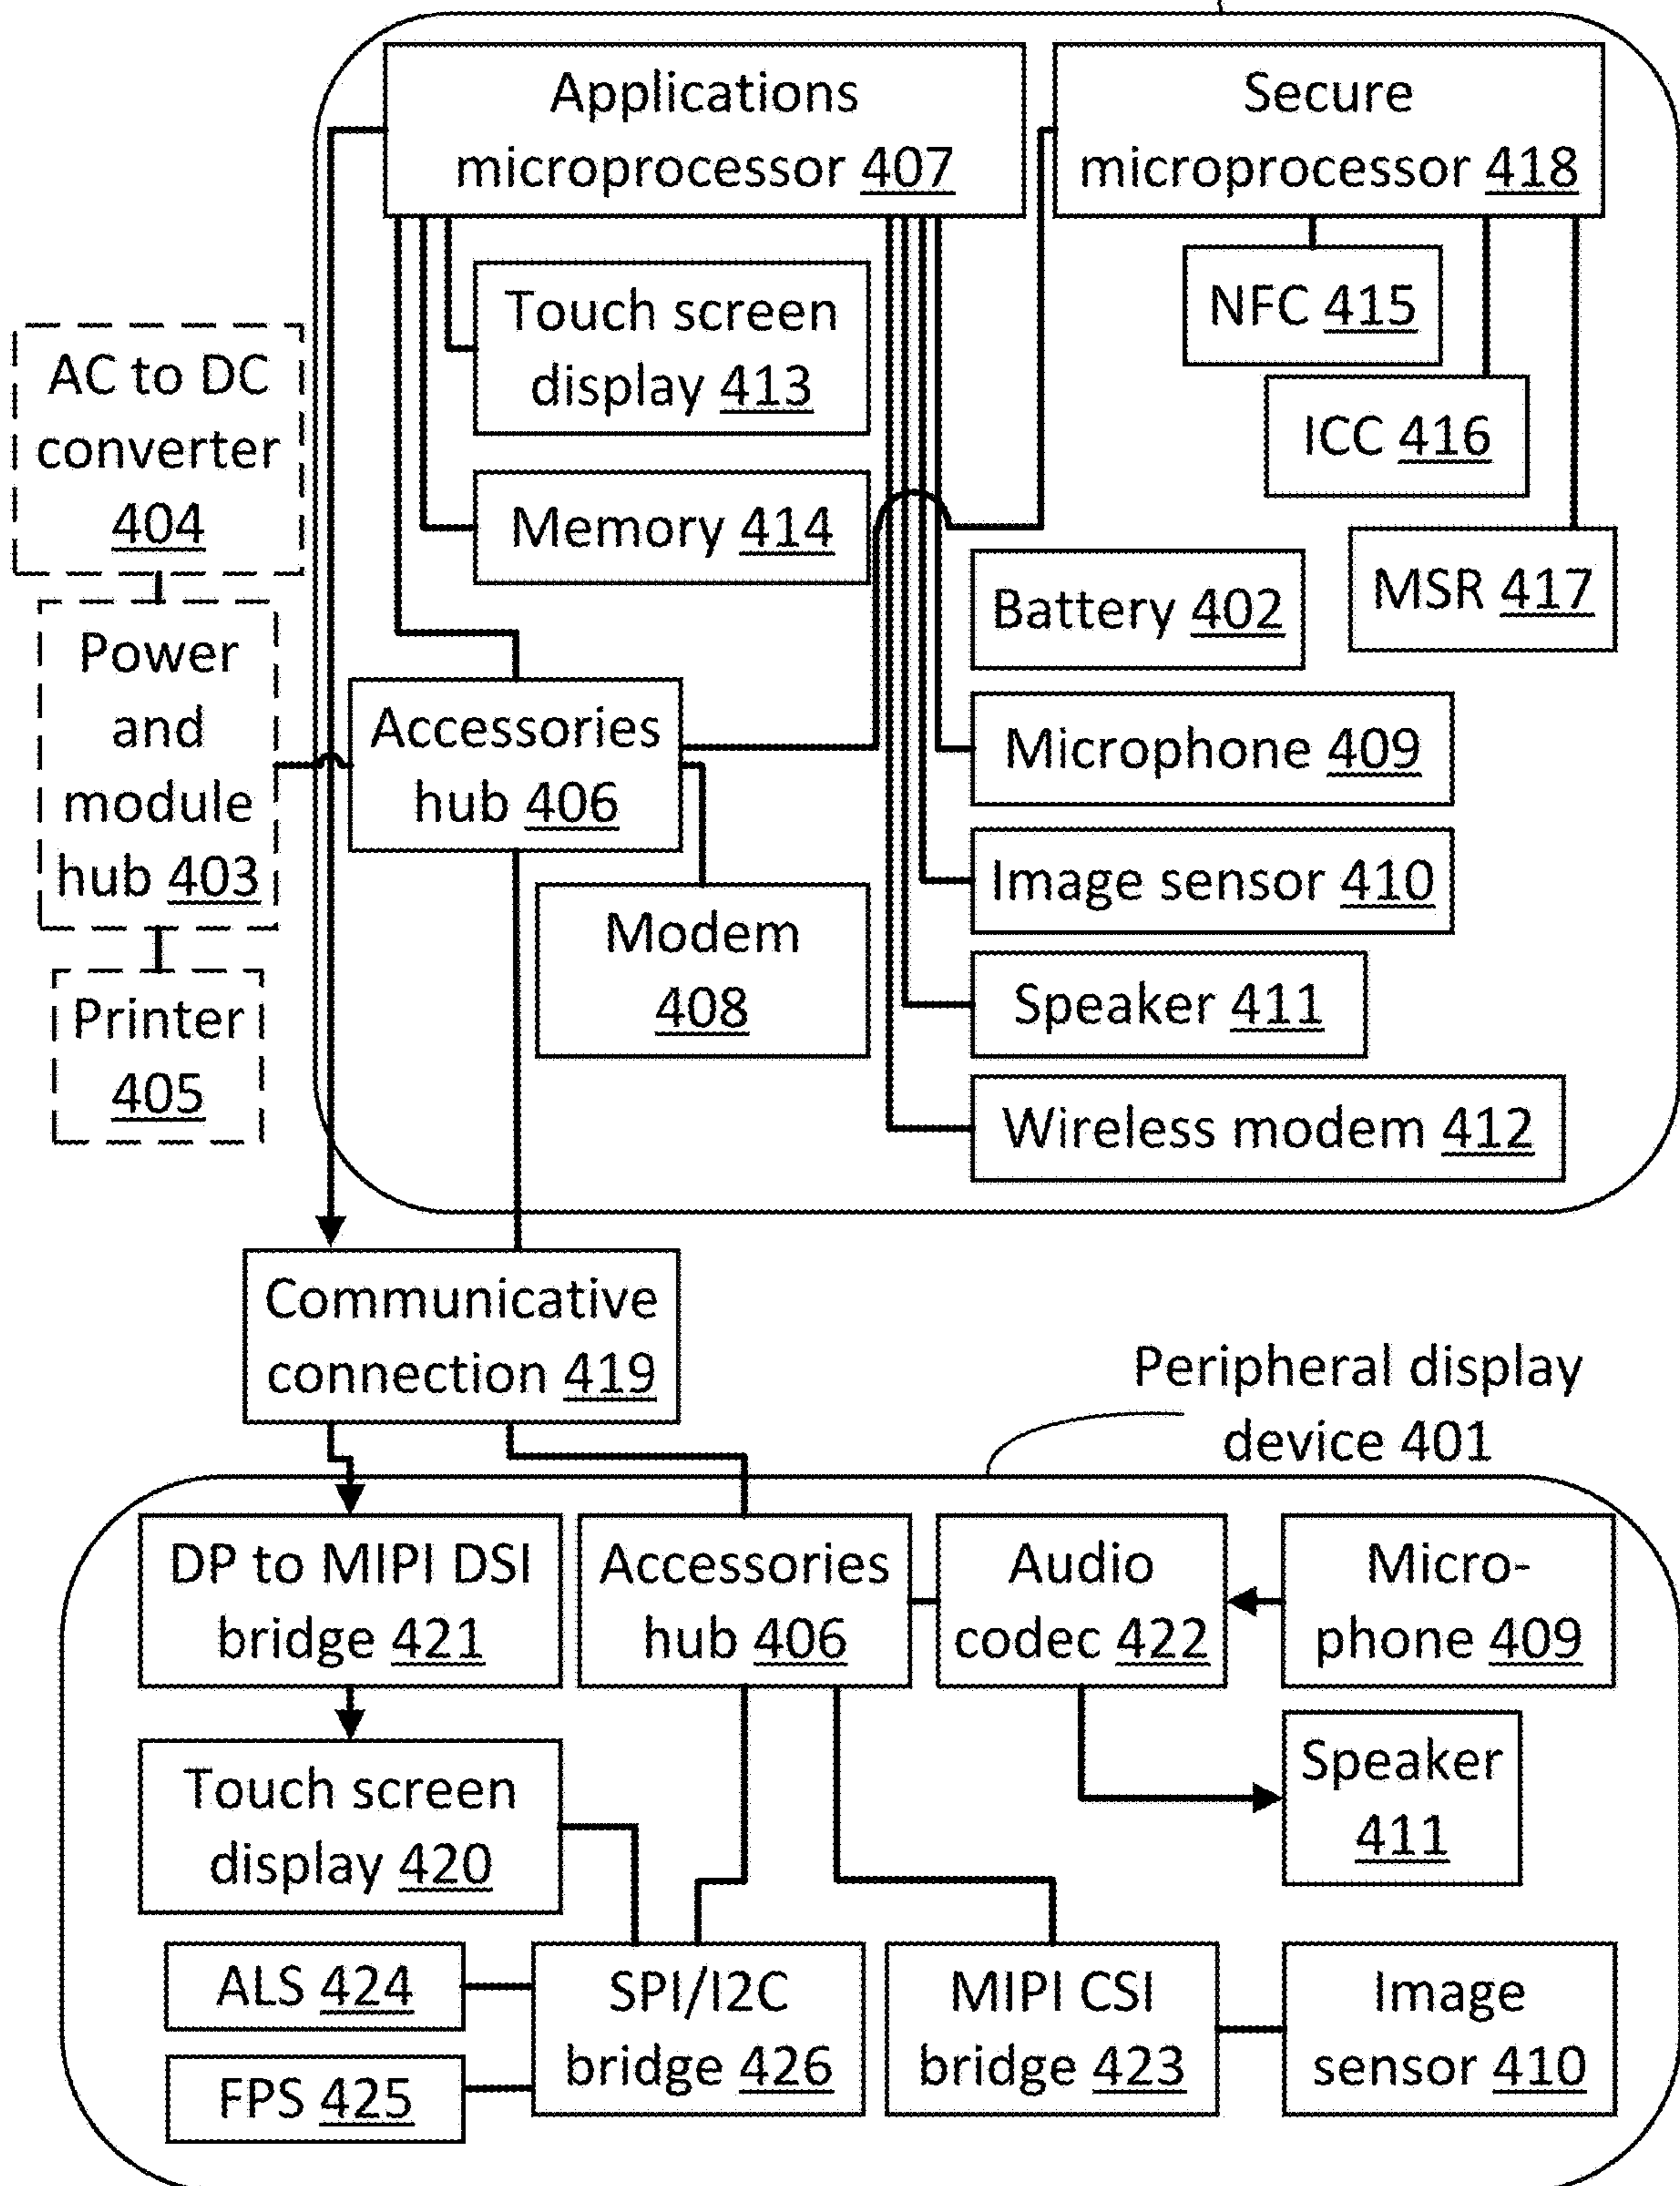 Applications
microprocessor 407
Secure
microprocessor 418
Touch screen
display 413
NFC 415
AC to DC
converter
404
ICC 416
Memory 414
MSR 417
Battery 402
Power
and
module
hub 403
Accessories
hub 406
Microphone 409
Image sensor 410
Modem
408
Printer
405
Speaker 411
Wireless modem 412
Communicative
connection 419
Peripheral display
device 401
DP to MIPI DSI
bridge 421
Accessories
hub 406
Audio
codec 422
Micro-
phone 409
Touch screen
display 420
Speaker
411
ALS 424
FPS 425
SPI/I2C
bridge 426
MIPI CSI
bridge 423
Image
sensor 410